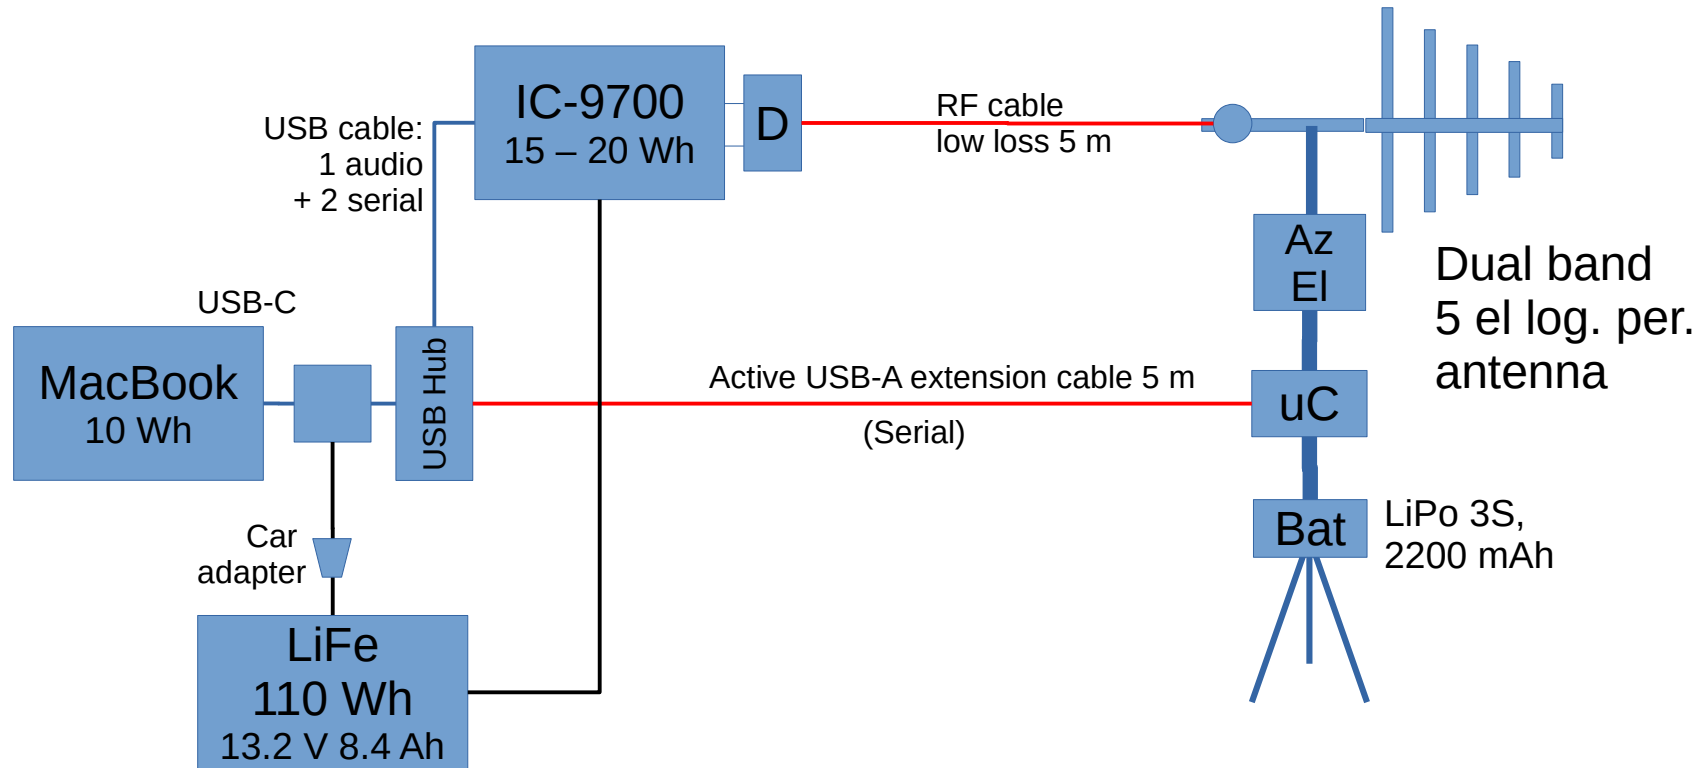 IC-9700
15 – 20 Wh
D
RF cable
low loss 5 m
USB cable:
1 audio
+ 2 serial
Az
El
Dual band
5 el log. per.
antenna
USB-C
MacBook
10 Wh
USB Hub
Active USB-A extension cable 5 m
(Serial)
uC
Car
adapter
Bat
LiPo 3S,
2200 mAh
LiFe
110 Wh
13.2 V 8.4 Ah